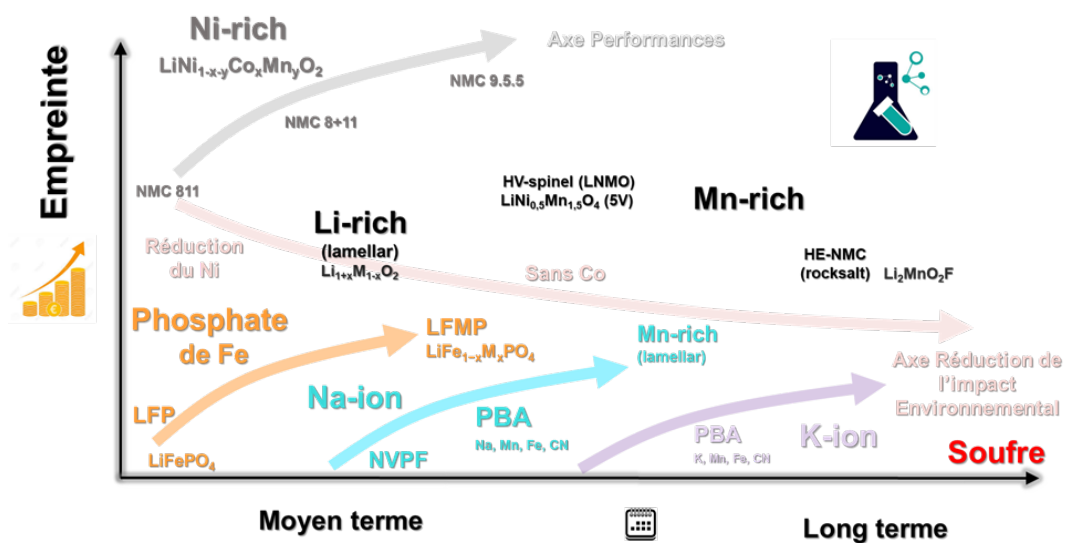 Empreinte
Ni-rich
LiNi1-x-yCoxMnyO2
Axe Performances
NMC 9.5.5
NMC 8+11
NMC 811
HV-spinel (LNMO)
LiNi0,5Mn1,5O4 (5V)
Mn-rich
Li-rich
(lamellar)
Li1+xM1-xO2
Réduction
du Ni
Sans Co
HE-NMC
(rocksalt)
Li2MnO2F
Phosphate
de Fe
LFMP
LiFe1-xMxPO4
Mn-rich
(lamellar)
Axe Réduction de
l'impact
Environnemental
LFP
LiFePO4
Na-ion
NVPF
PBA
Na, Mn, Fe, CN
PBA
K, Mn, Fe, CN
K-ion
Soufre
Moyen terme
Long terme